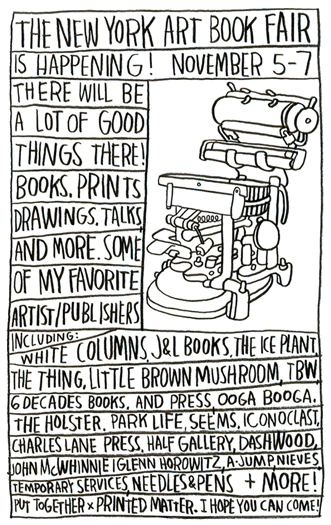 THE NEW YORK ART BOOK FAIR
IS HAPPENING! NOVEMBER 5-7
THERE WILL BE
A LOT OF GOOD
THINGS THERE!
BOOKS, PRINTS
DRAWINGS, TALKS
AND MORE. SOME
OF MY FAVORITE
ARTIST/PUBLISHERS
INCLUDING:
WHITE COLUMNS, J&L BOOKS, THE ICE PLANT,
THE THING, LITTLE BROWN MUSHROOM, TBW,
6 DECADES BOOKS, AND PRESS, OOGA BOOGA,
THE HOLSTER, PARK LIFE, SEEMS, ICONOCLAST,
CHARLES LANE PRESS, HALF GALLERY, DASHWOOD,
JOHN McWHINNIE | GLENN HOROWITZ, A-JUMP, NIEVES,
TEMPORARY SERVICES, NEEDLES & PENS + MORE!
PUT TOGETHER × PRINTED MATTER. I HOPE YOU CAN COME!